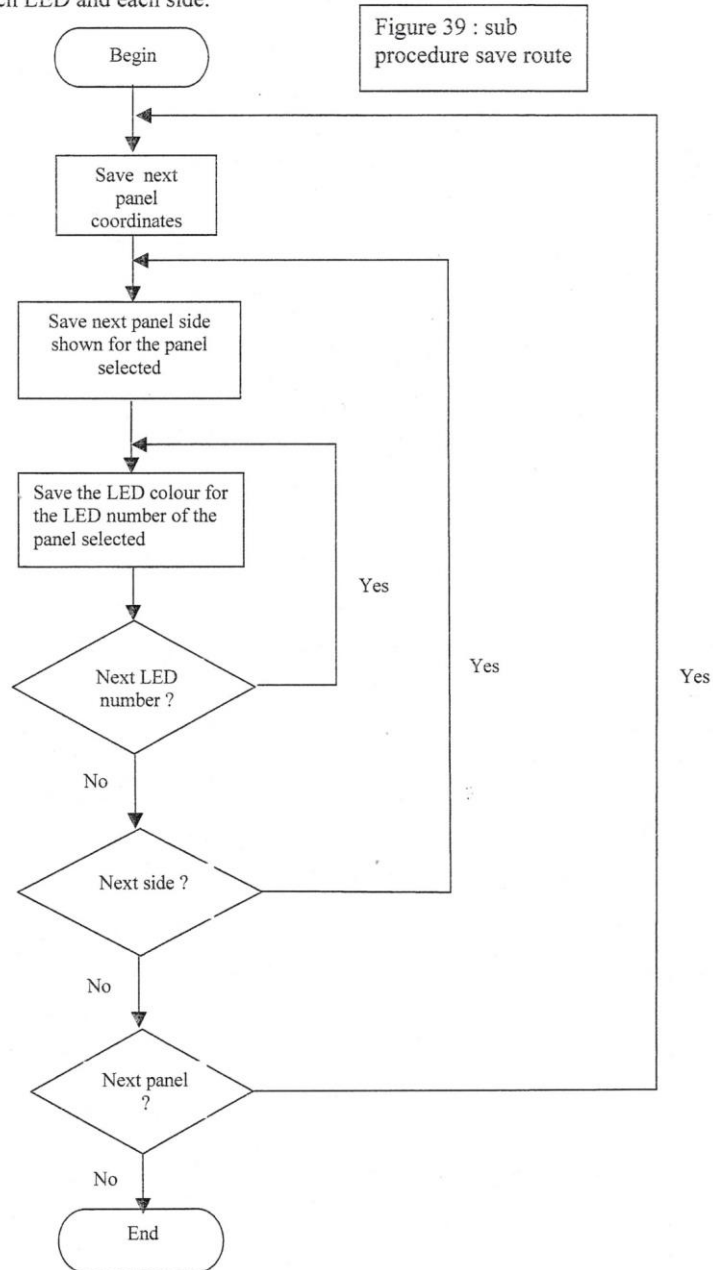 LED and each side.
Figure 39 : sub
procedure save route
Begin
Save next
panel
coordinates
Save next panel side
shown for the panel
selected
Save the LED colour for
the LED number of the
panel selected
Yes
Next LED
number ?
Yes
Yes
No
Next side ?
No
Next panel
?
No
End